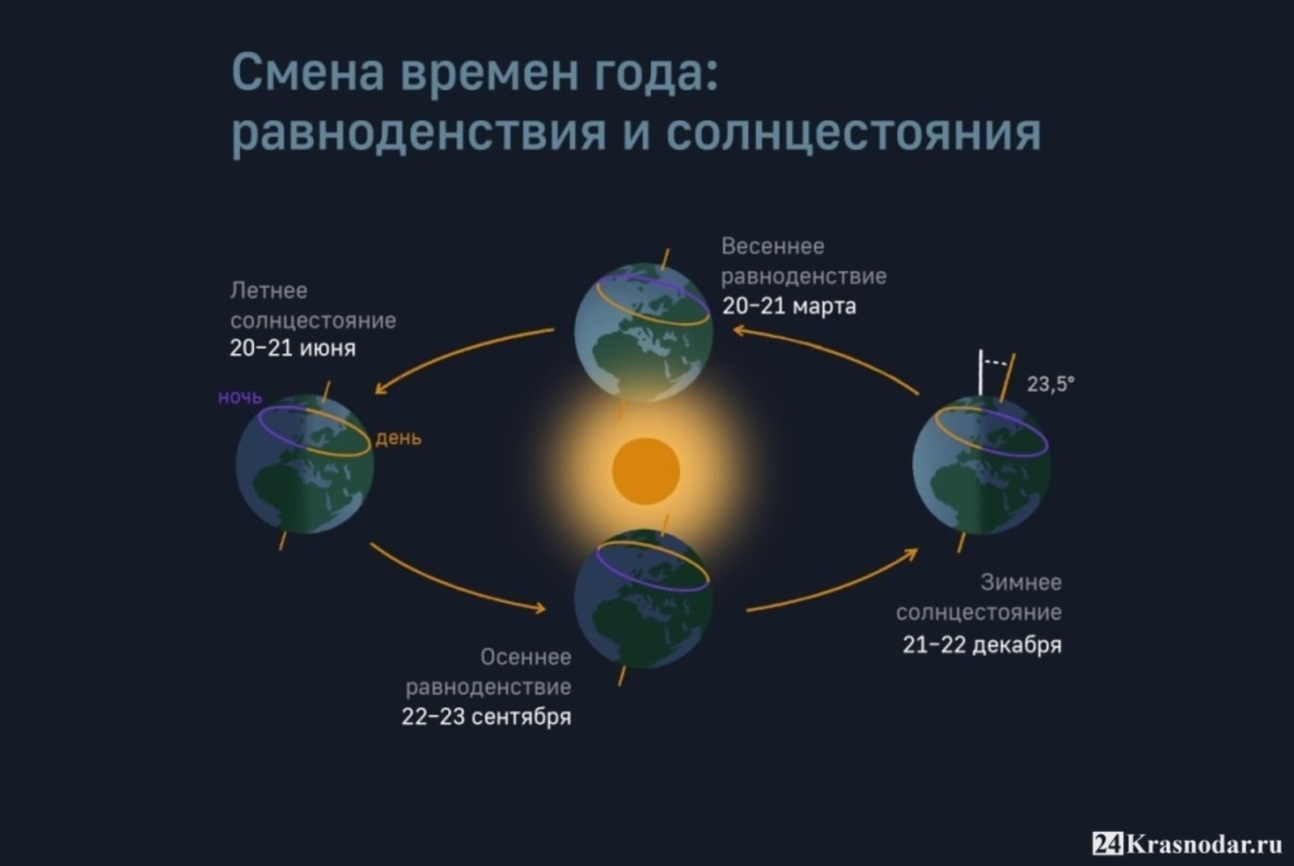 Смена времен года:
равноденствия и солнцестояния
Весеннее
равноденствие
20–21 марта
Летнее
солнцестояние
20–21 июня
ночь
день
23,5°
Зимнее
солнцестояние
21–22 декабря
Осеннее
равноденствие
22–23 сентября
24Krasnodar.ru